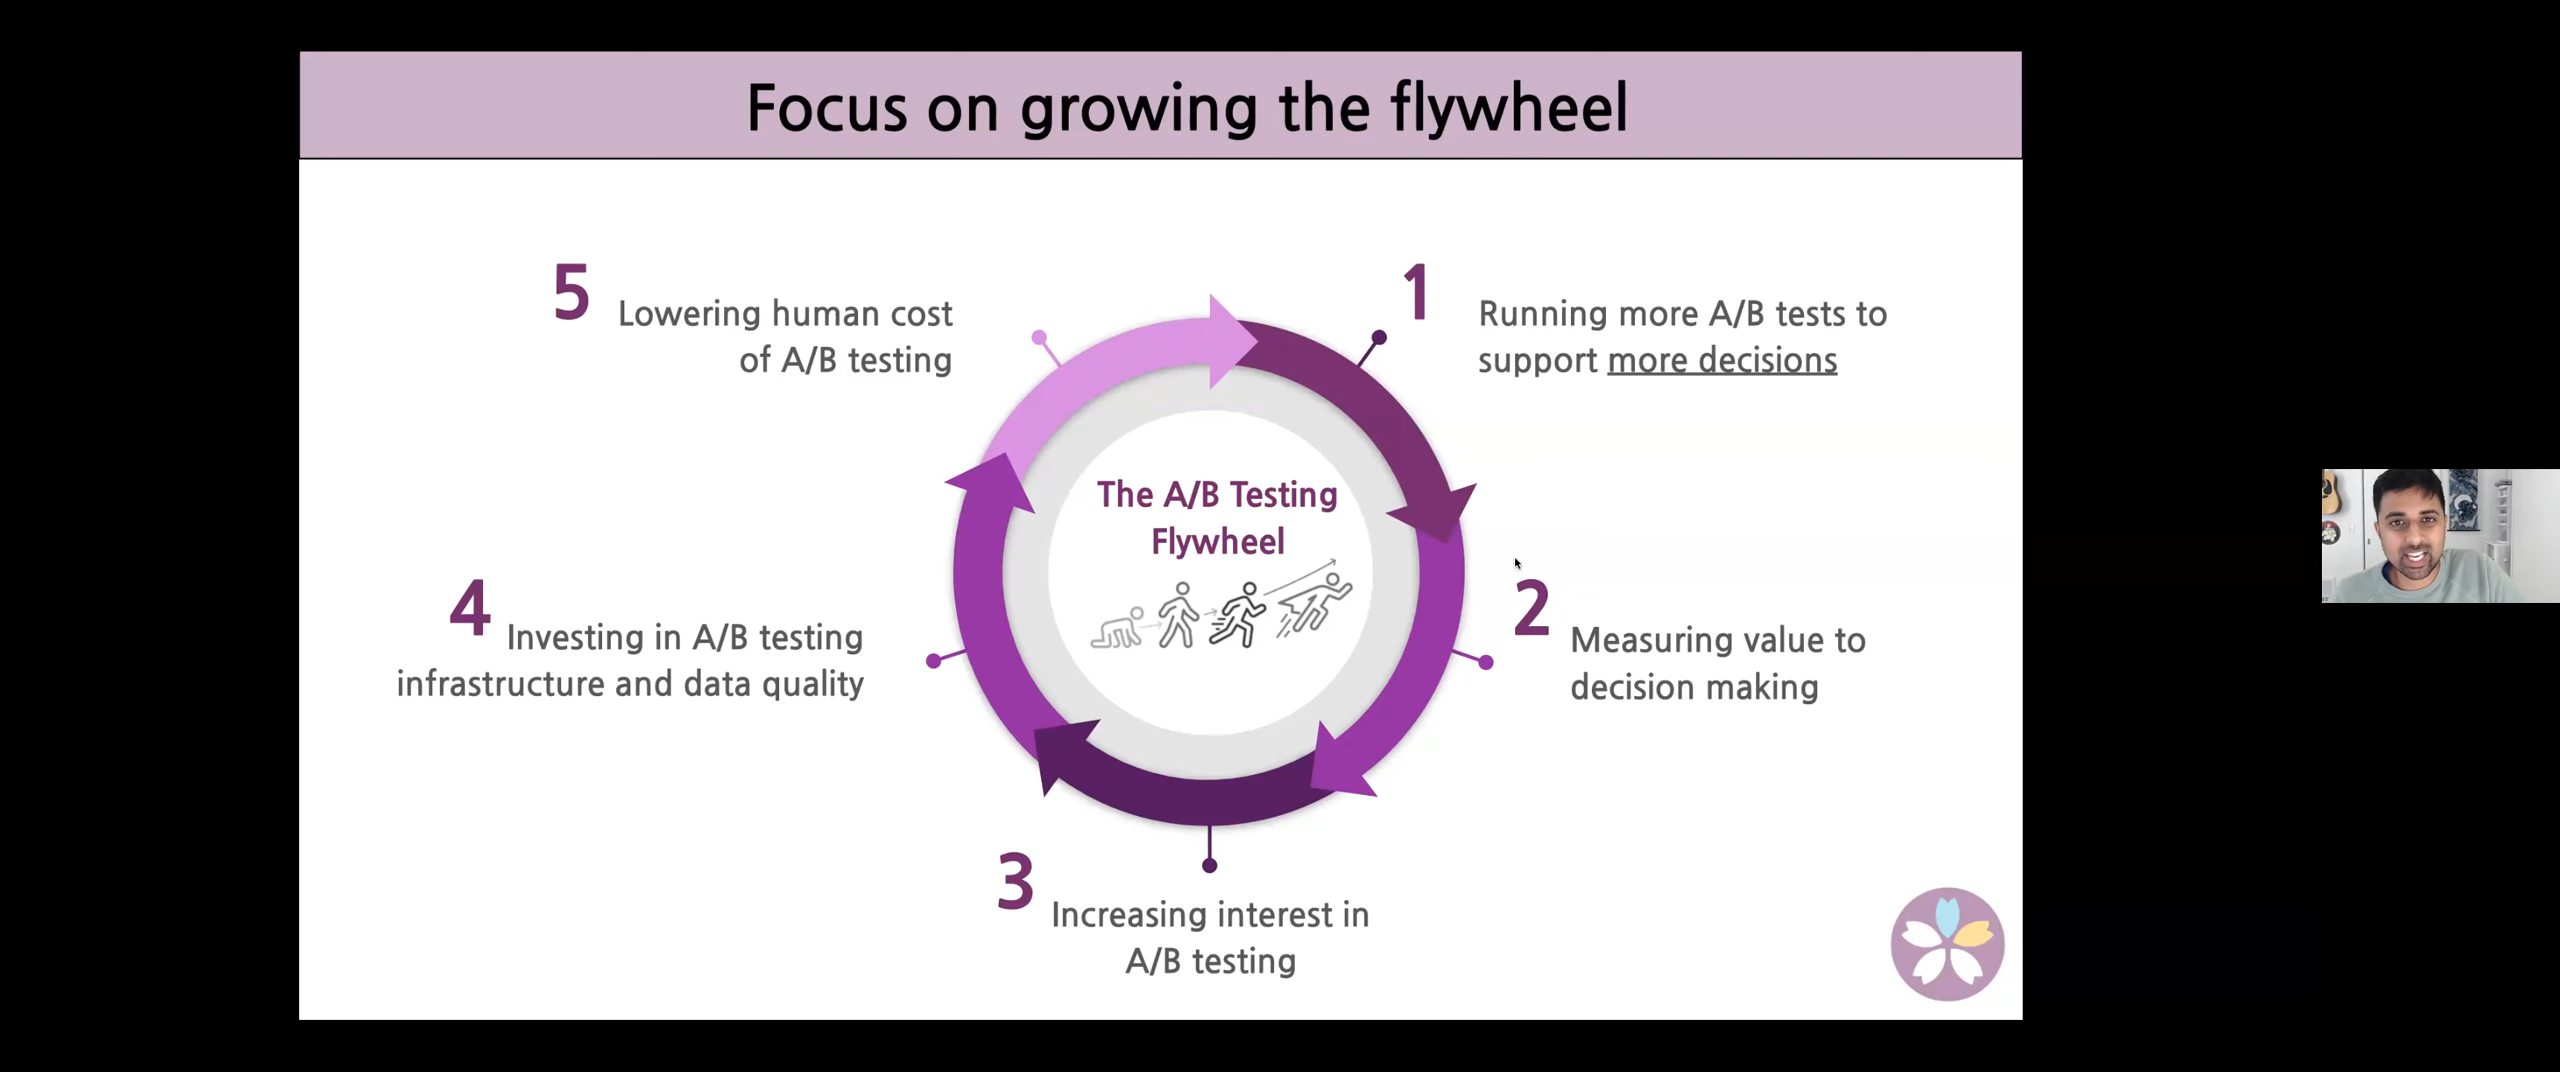 Focus on growing the flywheel
1
Running more A/B tests to
support more decisions
2
Measuring value to
decision making
3
Increasing interest in
A/B testing
4
Investing in A/B testing
infrastructure and data quality
5
Lowering human cost
of A/B testing
The A/B Testing
Flywheel